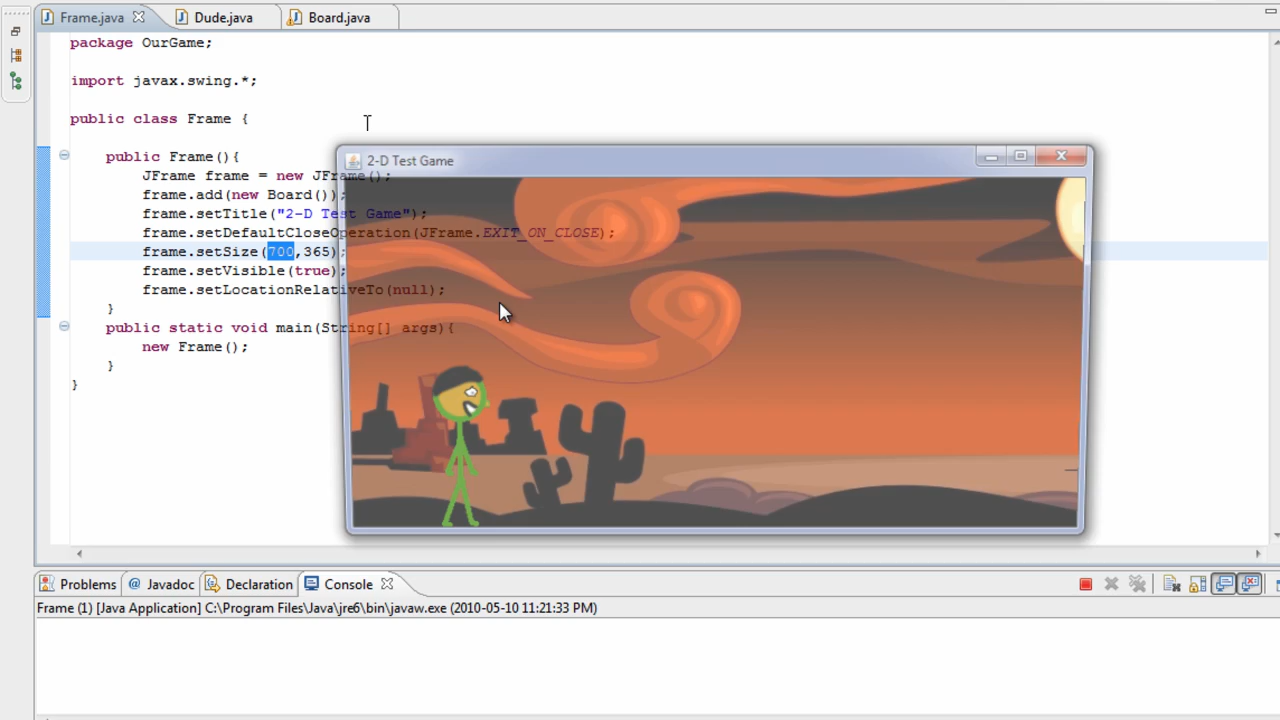 Frame.java Dude.java Board.java
package OurGame;
import javax.swing.*;
public class Frame {
public Frame(){
JFrame frame = new JFrame();
frame.add(new Board());
frame.setTitle("2-D Test Game");
frame.setDefaultCloseOperation(JFrame.EXIT_ON_CLOSE);
frame.setSize(700,365);
frame.setVisible(true);
frame.setLocationRelativeTo(null);
}
public static void main(String[] args){
new Frame();
}
}
2-D Test Game
Problems @ Javadoc Declaration Console
Frame (1) [Java Application] C:\Program Files\Java\jre6\bin\javaw.exe (2010-05-10 11:21:33 PM)